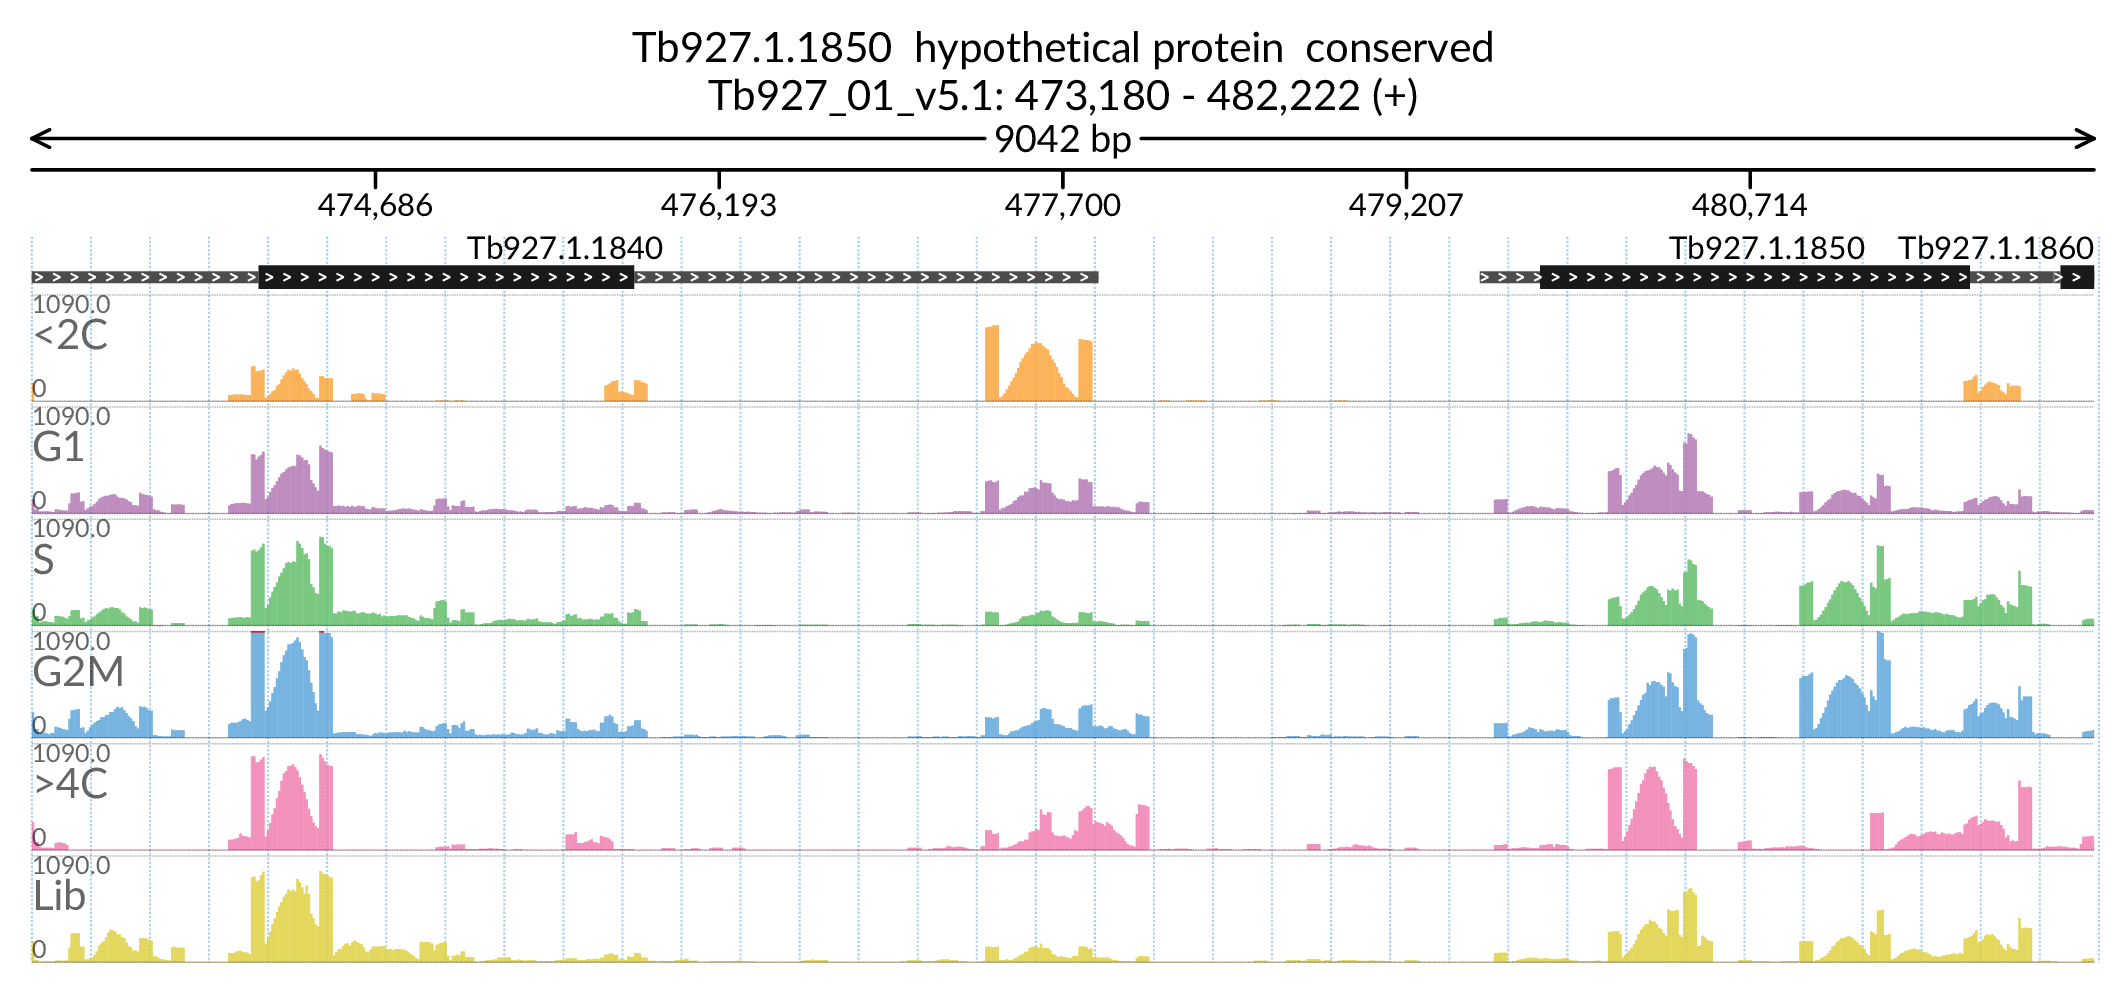 Tb927.1.1850  hypothetical protein  conserved
Tb927_01_v5.1: 473,180 - 482,222 (+)
9042 bp
474,686 476,193 477,700 479,207 480,714
Tb927.1.1840 Tb927.1.1850 Tb927.1.1860
1090.0
<2C
0
1090.0
G1
0
1090.0
S
0
1090.0
G2M
0
1090.0
>4C
0
1090.0
Lib
0